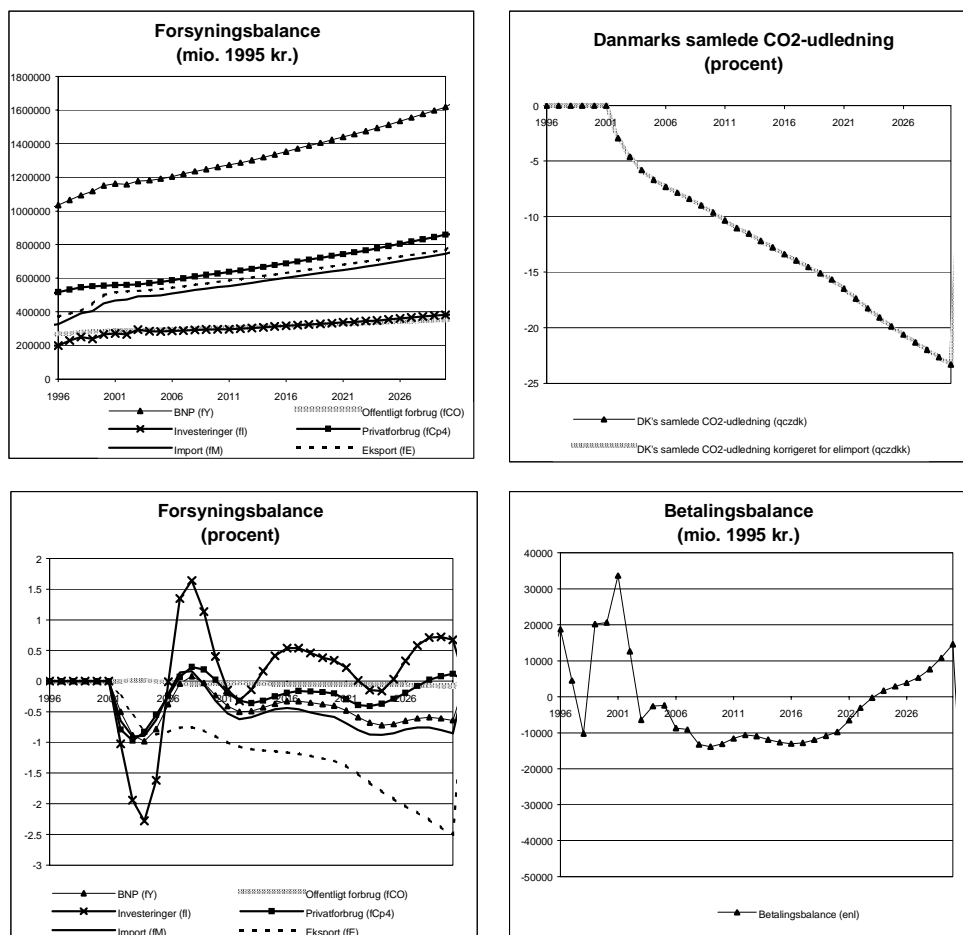 Forsyningsbalance
(mio. 1995 kr.)
1800000
1600000
1400000
1200000
1000000
800000
600000
400000
200000
0
1996 2001 2006 2011 2016 2021 2026
BNP (fY) Offentligt forbrug (fCO)
Investeringer (fI) Privatforbrug (fCp4)
Import (fM) Eksport (fE)
Danmarks samlede CO2-udledning
(procent)
0
-5
-10
-15
-20
-25
1996 2001 2006 2011 2016 2021 2026
DK's samlede CO2-udledning (qczdk)
DK's samlede CO2-udledning korrigeret for elimport (qczdkk)
Forsyningsbalance
(procent)
2
1.5
1
0.5
0
-0.5
-1
-1.5
-2
-2.5
-3
1996 2001 2006 2011 2016 2021 2026
BNP (fY) Offentligt forbrug (fCO)
Investeringer (fI) Privatforbrug (fCp4)
Import (fM) Eksport (fE)
Betalingsbalance
(mio. 1995 kr.)
40000
30000
20000
10000
0
-10000
-20000
-30000
-40000
-50000
1996 2001 2006 2011 2016 2021 2026
Betalingsbalance (enl)